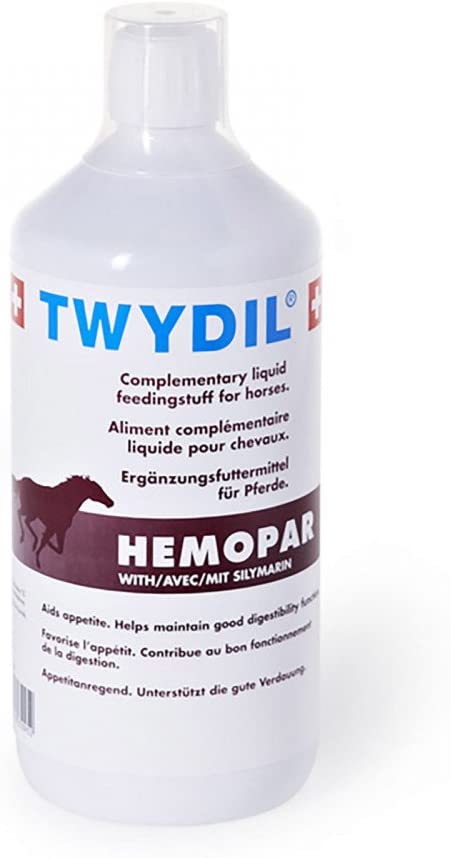 TWYDIL®
Complementary liquid
feedingstuff for horses.
Aliment complémentaire
liquide pour chevaux.
Ergänzungsfuttermittel
für Pferde.
HEMOPAR
WITH/AVEC/MIT SILYMARIN
Aids appetite. Helps maintain good digestibility
Favorise l'appétit. Contribue au bon fonctionnement
de la digestion.
Appetitanregend. Unterstützt die gute Verdauung.